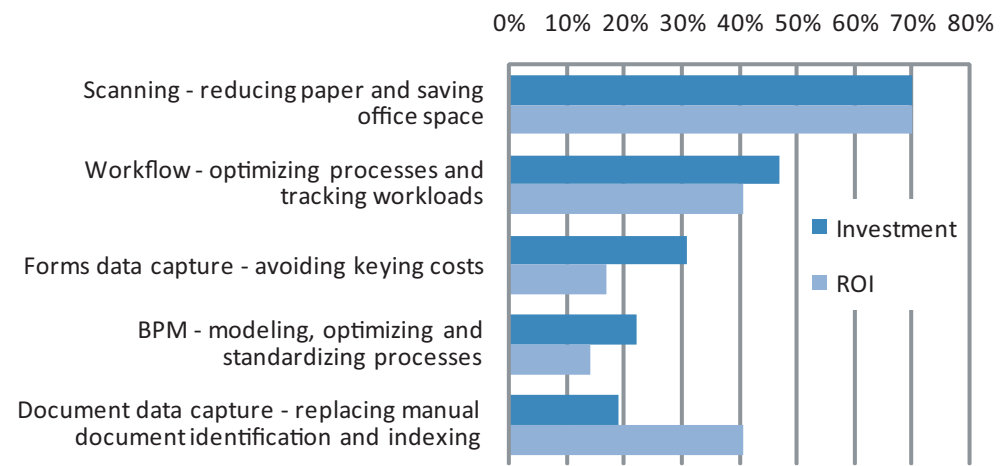 0% 10% 20% 30% 40% 50% 60% 70% 80%
Scanning - reducing paper and saving
office space
Workflow - optimizing processes and
tracking workloads
Forms data capture - avoiding keying costs
BPM - modeling, optimizing and
standardizing processes
Document data capture - replacing manual
document identification and indexing
Investment
ROI